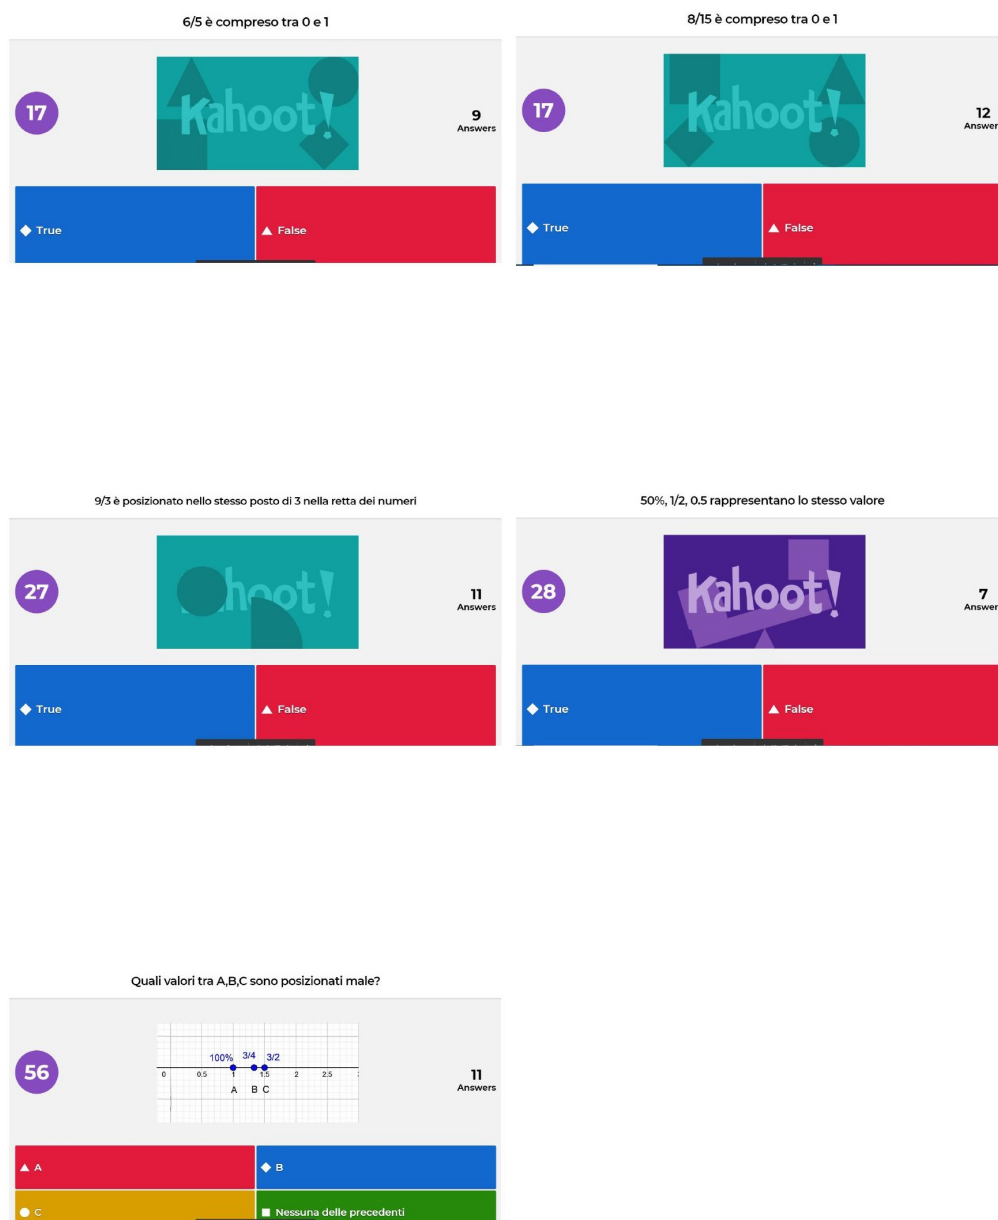 6/5 è compreso tra 0 e 1
17
Kahoot!
9
Answers
True
False
8/15 è compreso tra 0 e 1
17
Kahoot!
12
Answer
True
False
9/3 è posizionato nello stesso posto di 3 nella retta dei numeri
27
hoot!
11
Answers
True
False
50%, 1/2, 0.5 rappresentano lo stesso valore
28
Kahoot!
7
Answer
True
False
Quali valori tra A,B,C sono posizionati male?
56
100% 3/4 3/2
0 0.5 1 1.5 2 2.5
A B C
11
Answers
A
B
C
Nessuna delle precedenti